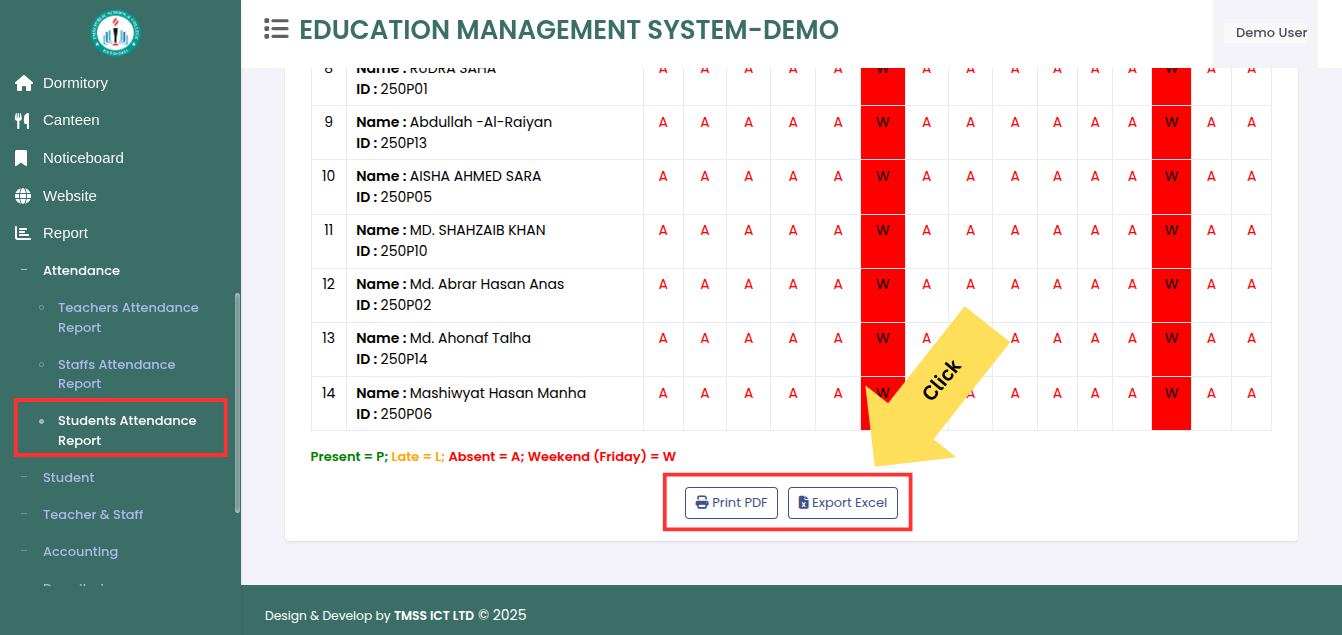 EDUCATION MANAGEMENT SYSTEM-DEMO
Demo User
Dormitory
Canteen
Noticeboard
Website
Report
Attendance
Teachers Attendance
Report
Staffs Attendance
Report
Students Attendance
Report
Student
Teacher & Staff
Accounting
8 Name : RUDRA SAHA A A A A A W A A A A A A W A A
ID : 250P01
9 Name : Abdullah -Al-Raiyan A A A A A W A A A A A A W A A
ID : 250P13
10 Name : AISHA AHMED SARA A A A A A W A A A A A A W A A
ID : 250P05
11 Name : MD. SHAHZAIB KHAN A A A A A W A A A A A A W A A
ID : 250P10
12 Name : Md. Abrar Hasan Anas A A A A A W A A A A A A W A A
ID : 250P02
13 Name : Md. Ahonaf Talha A A A A A W A A A A A W A A
ID : 250P14
14 Name : Mashiwyat Hasan Manha A A A A A W A A A A A W A A
ID : 250P06
Click
Present = P; Late = L; Absent = A; Weekend (Friday) = W
Print PDF
Export Excel
Design & Develop by TMSS ICT LTD © 2025